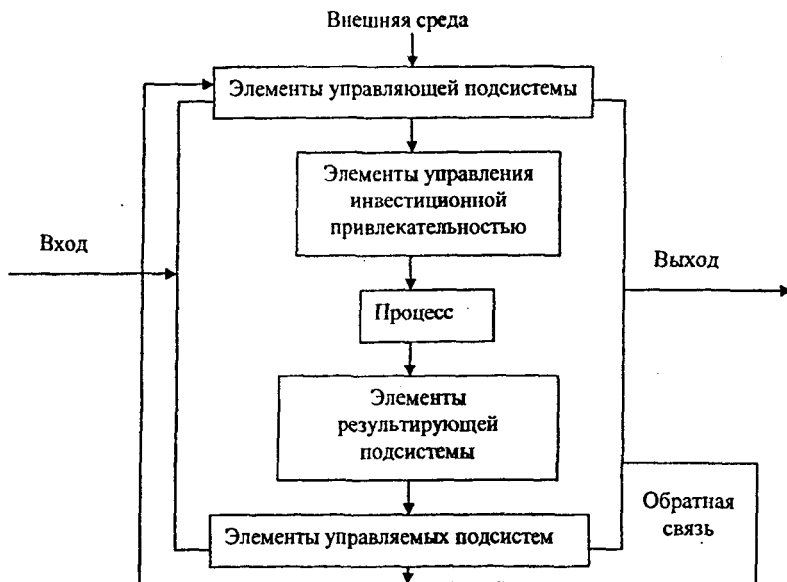 Внешняя среда
Элементы управляющей подсистемы
Элементы управления
инвестиционной
привлекательностью
Вход
Выход
Процесс
Элементы
результирующей
подсистемы
Обратная
связь
Элементы управляемых подсистем